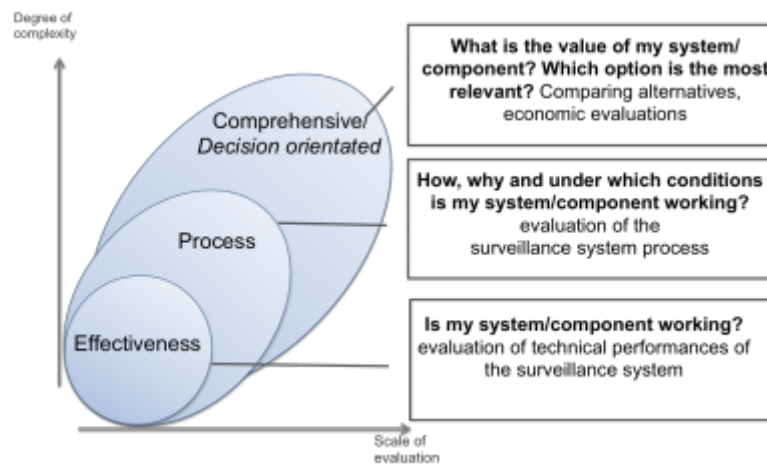 Degree of
complexity
What is the value of my system/
component? Which option is the most
relevant? Comparing alternatives,
economic evaluations
Comprehensive/
Decision orientated
How, why and under which conditions
is my system/component working?
evaluation of the
surveillance system process
Process
Is my system/component working?
evaluation of technical performances of
the surveillance system
Effectiveness
Scale of
evaluation